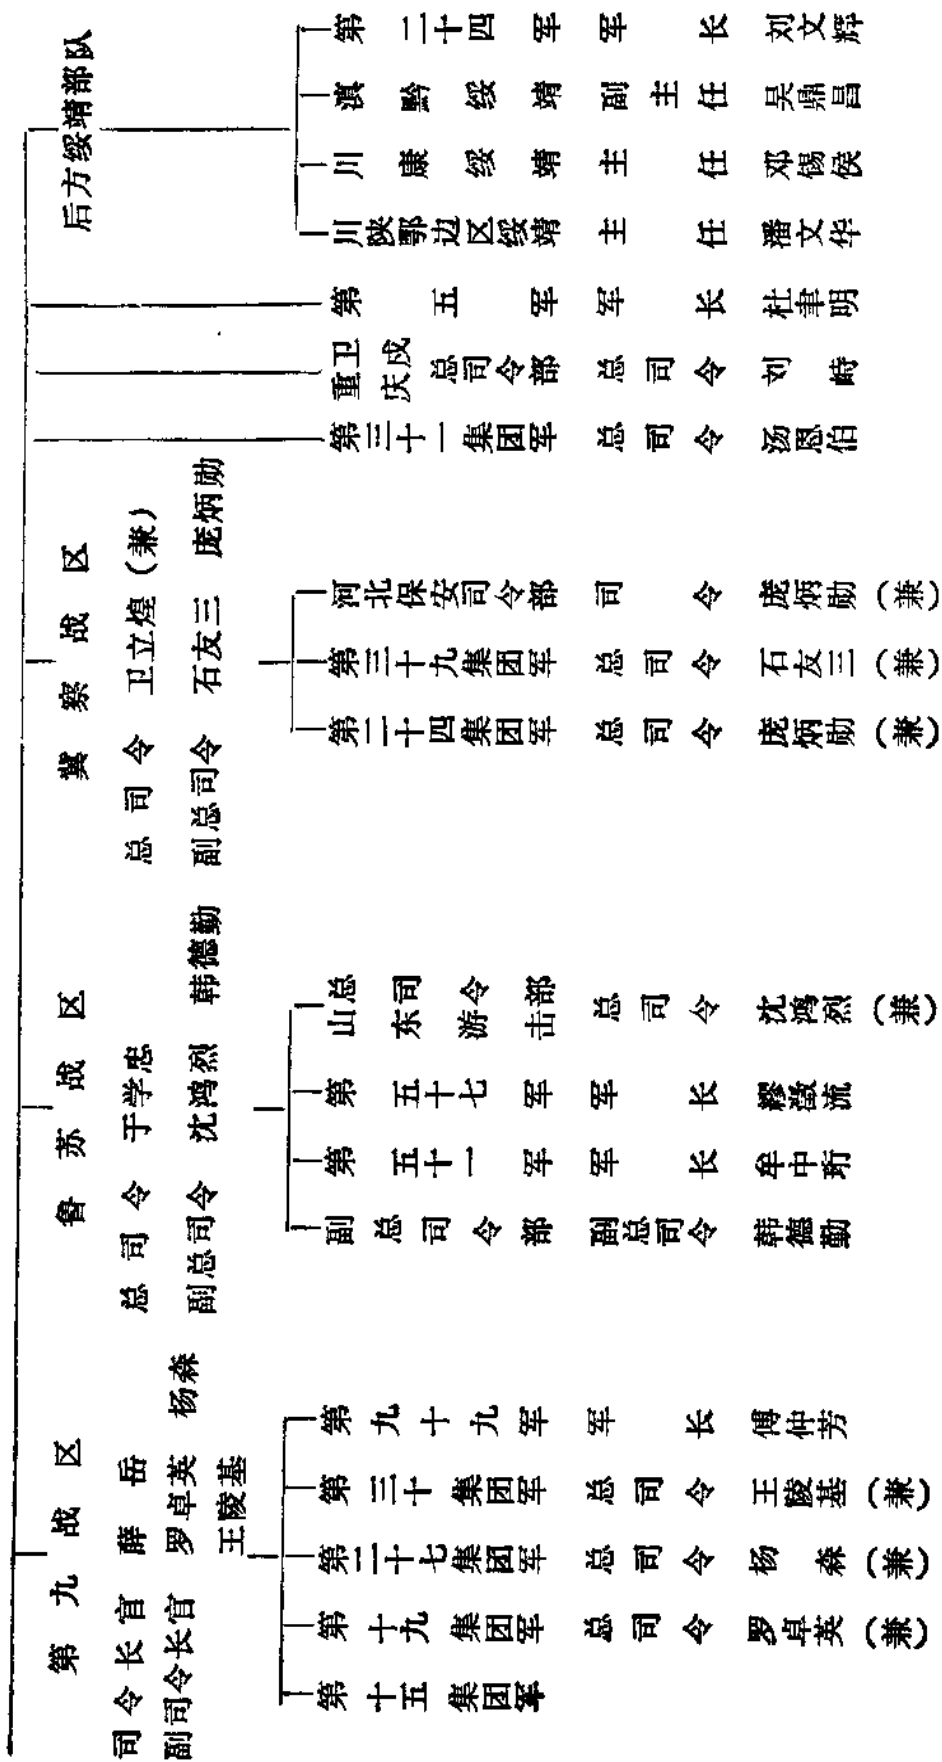 第九战区
司令长官 薛岳
副司令长官 罗卓英 杨森
王陵基
第十五集团军
第十九集团军 总司令 罗卓英（兼）
第二十七集团军 总司令 杨森（兼）
第三十集团军 总司令 王陵基（兼）
第九十九军 军长 傅仲芳
鲁苏战区
总司令 于学忠
副总司令 沈鸿烈 韩德勤
副总司令部 副总司令 韩德勤
第五十一军 军长 牟中珩
第五十七军 军长 缪澂流
山东游击总司令部 总司令 沈鸿烈（兼）
冀察战区
总司令 卫立煌（兼）
副总司令 石友三 庞炳勋
第二十四集团军 总司令 庞炳勋（兼）
第三十九集团军 总司令 石友三（兼）
河北保安司令部 司令 庞炳勋（兼）
第三十一集团军 总司令 汤恩伯
重庆卫戍总司令部 总司令 刘峙
第五军 军长 杜聿明
后方绥靖部队
川陕鄂边区绥靖主任 潘文华
川康绥靖主任 邓锡侯
滇黔绥靖副主任 吴鼎昌
第二十四军 军长 刘文辉